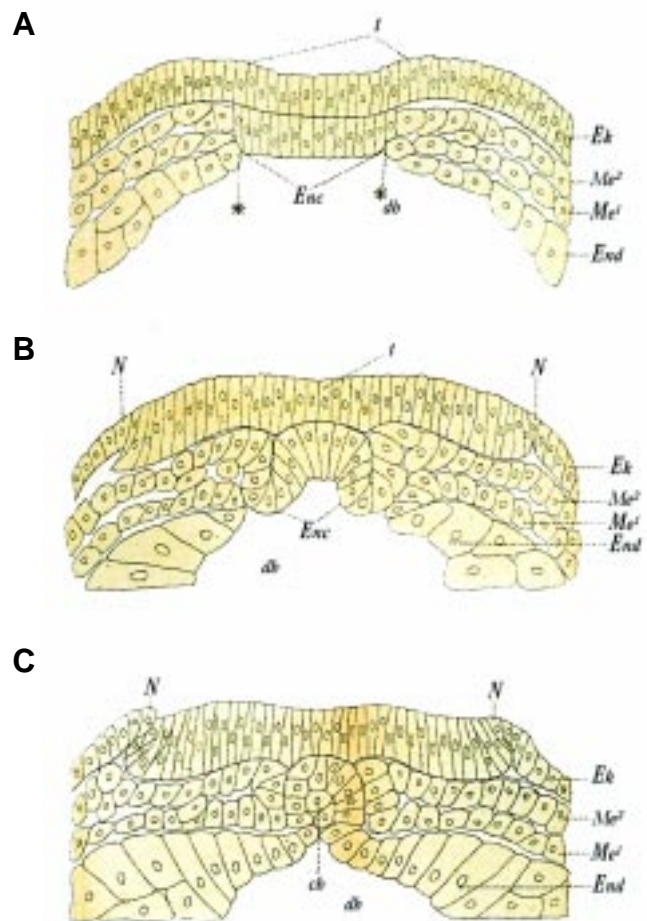 A
t
Ek
Me²
Me¹
End
Enc
* * db
B
N t N
Ek
Me²
Me¹
End
Enc
db
C
N N
Ek
Me²
Me¹
End
ch
db